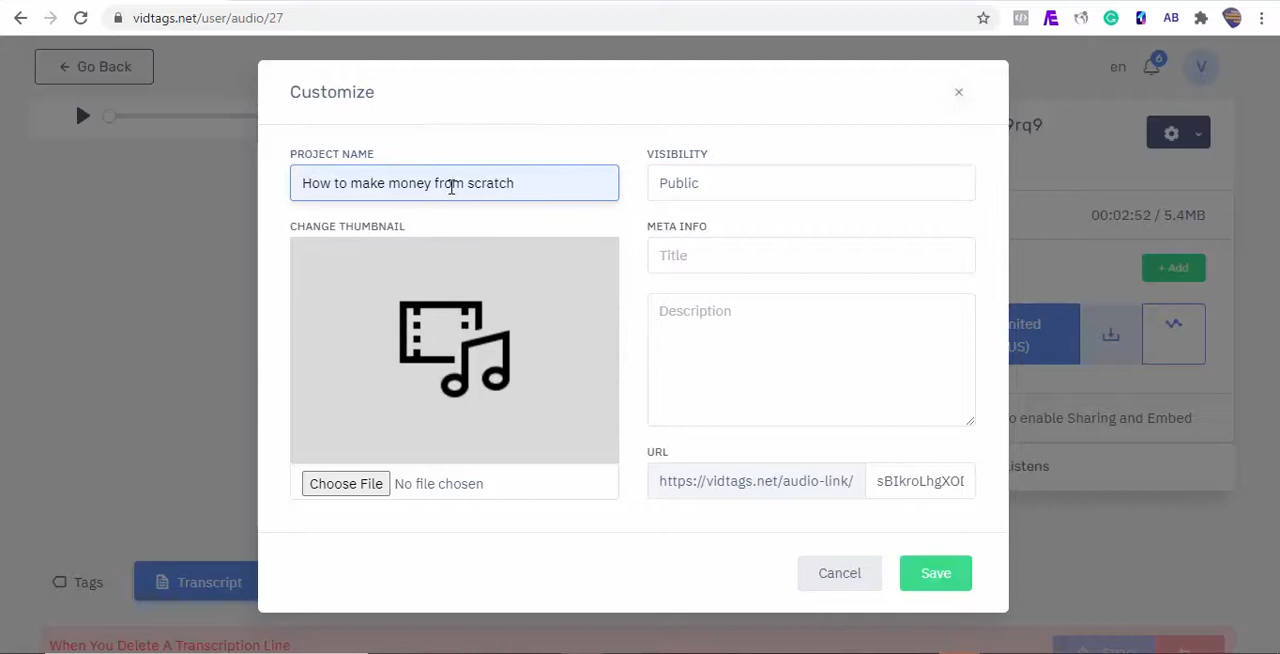 vidtags.net/user/audio/27
AB
Go Back
en
6
V
Customize
×
9rq9
PROJECT NAME
VISIBILITY
How to make money from scratch
Public
CHANGE THUMBNAIL
META INFO
00:02:52 / 5.4MB
Title
+ Add
Description
nited
US)
o enable Sharing and Embed
URL
istens
Choose File No file chosen
https://vidtags.net/audio-link/
Cancel
Save
Tags
Transcript
When You Delete A Transcription Line